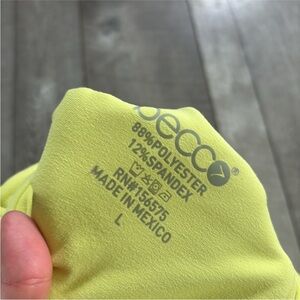 becco
88%POLYESTER
12%SPANDEX
RN#156575
MADE IN MEXICO
L